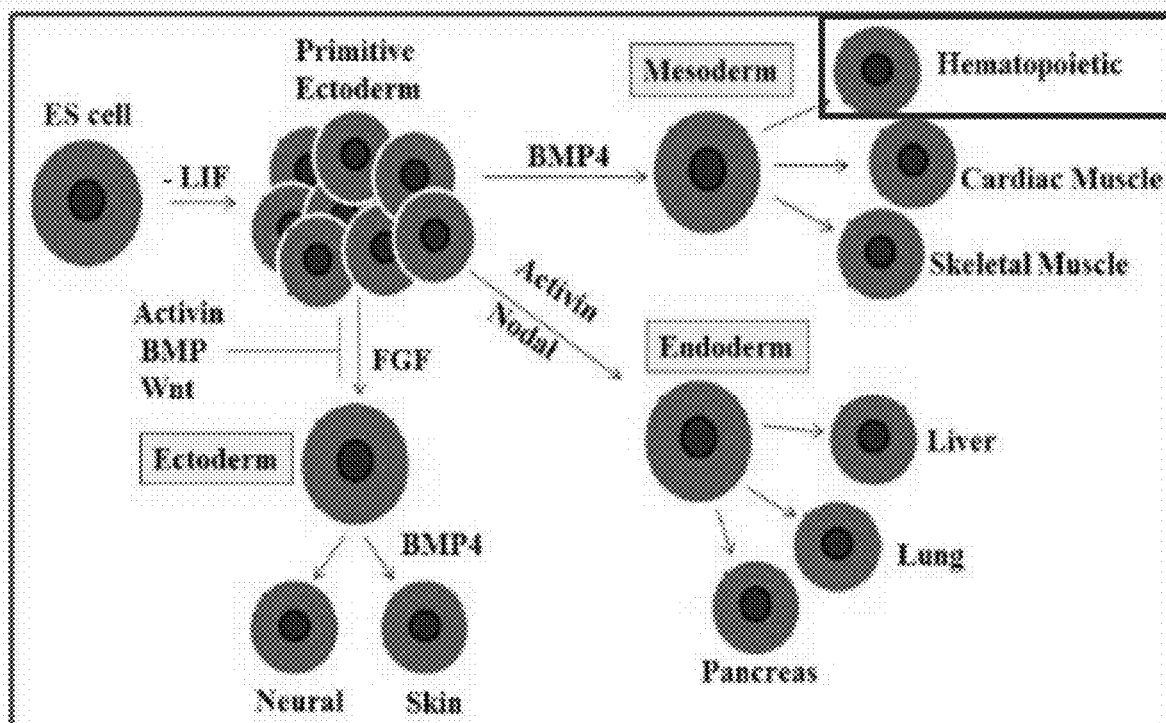 ES cell
- LIF
Primitive
Ectoderm
BMP4
Mesoderm
Hematopoietic
Cardiac Muscle
Skeletal Muscle
Activin
Nodal
Endoderm
Liver
Lung
Pancreas
Activin
BMP
Wnt
FGF
Ectoderm
BMP4
Neural
Skin